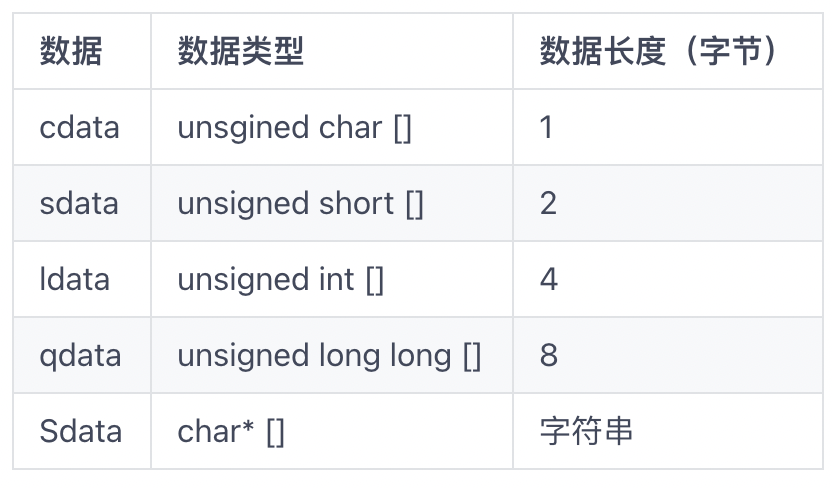 数据 数据类型 数据长度（字节）
cdata unsgined char [] 1
sdata unsigned short [] 2
ldata unsigned int [] 4
qdata unsigned long long [] 8
Sdata char* [] 字符串